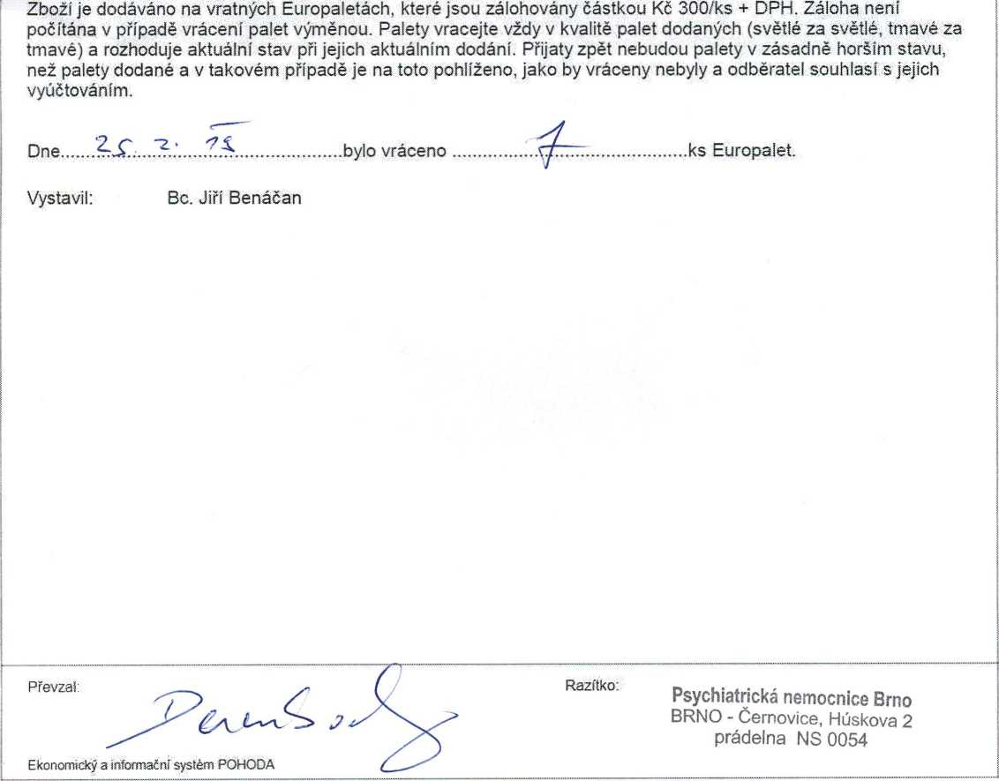 Zboží je dodáváno na vratných Europaletách, které jsou zálohovány částkou Kč 300/ks + DPH. Záloha není
počítána v případě vrácení palet výměnou. Palety vracejte vždy v kvalitě palet dodaných (světlé za světlé, tmavé za
tmavé) a rozhoduje aktuální stav při jejich aktuálním dodání. Přijaty zpět nebudou palety v zásadně horším stavu,
než palety dodané a v takovém případě je na toto pohlíženo, jako by vráceny nebyly a odběratel souhlasí s jejich
vyúčtováním.
Dne..... 25 2. 19 .....bylo vráceno ..... 7 .....ks Europalet.
Vystavil: Bc. Jiří Benáčan
Převzal: Razítko:
Psychiatrická nemocnice Brno
BRNO - Černovice, Húskova 2
prádelna NS 0054
Ekonomický a informační systém POHODA